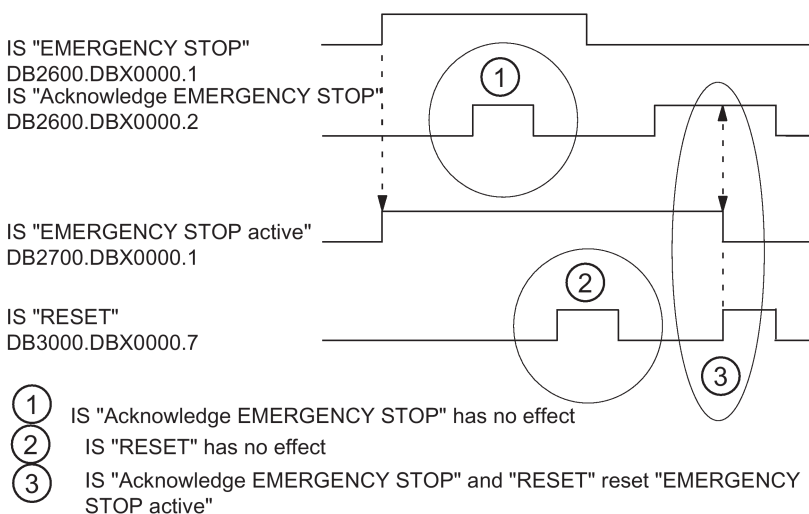 IS "EMERGENCY STOP"
DB2600.DBX0000.1
IS "Acknowledge EMERGENCY STOP"
DB2600.DBX0000.2
1
IS "EMERGENCY STOP active"
DB2700.DBX0000.1
2
IS "RESET"
DB3000.DBX0000.7
3
1 IS "Acknowledge EMERGENCY STOP" has no effect
2 IS "RESET" has no effect
3 IS "Acknowledge EMERGENCY STOP" and "RESET" reset "EMERGENCY
STOP active"